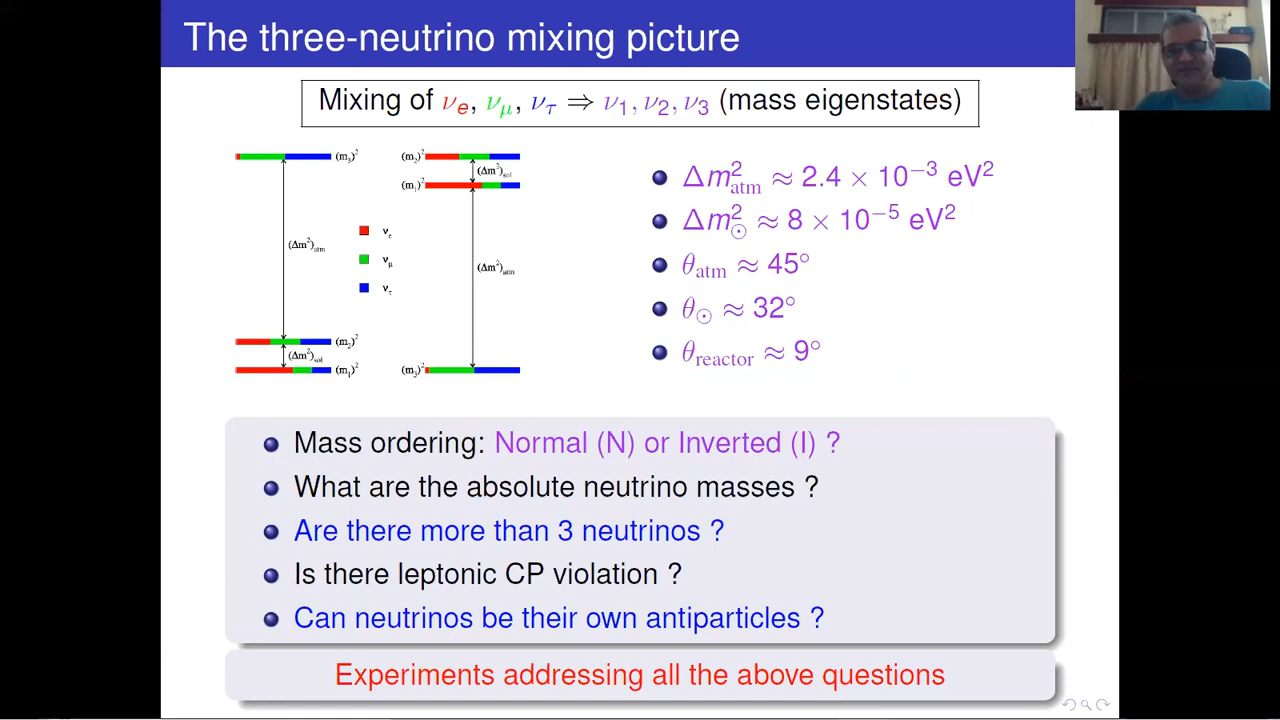 The three-neutrino mixing picture
Mixing of νe, νμ, ντ ⇒ ν1, ν2, ν3 (mass eigenstates)
(m3)²
(Δm²)atm
(m2)²
(Δm²)sol
(m1)²
νe
νμ
ντ
(m2)²
(Δm²)sol
(m1)²
(Δm²)atm
(m3)²
Δm²atm ≈ 2.4 × 10⁻³ eV²
Δm²⊙ ≈ 8 × 10⁻⁵ eV²
θatm ≈ 45°
θ⊙ ≈ 32°
θreactor ≈ 9°
Mass ordering: Normal (N) or Inverted (I) ?
What are the absolute neutrino masses ?
Are there more than 3 neutrinos ?
Is there leptonic CP violation ?
Can neutrinos be their own antiparticles ?
Experiments addressing all the above questions